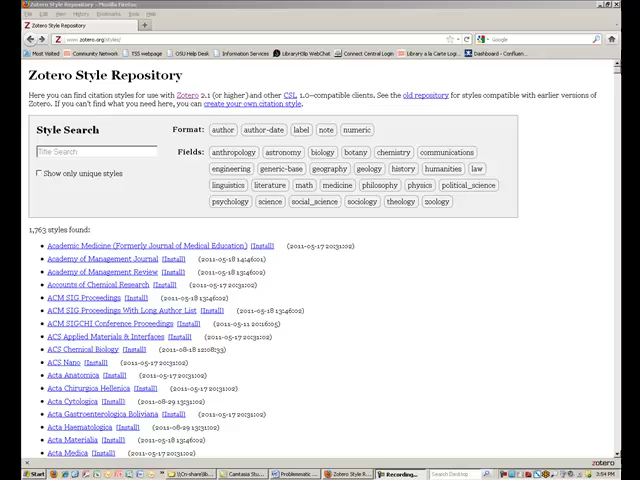 Zotero Style Repository - Mozilla Firefox
File Edit View History Bookmarks Tools Help
Zotero Style Repository
www.zotero.org/styles/
Google
Most Visited Community Network TSS webpage OSU Help Desk Information Services LibraryH3lp WebChat Connect Central Login Library a la Carte Logi... Dashboard - Confluen...
Zotero Style Repository
Here you can find citation styles for use with Zotero 2.1 (or higher) and other CSL 1.0-compatible clients. See the old repository for styles compatible with earlier versions of
Zotero. If you can't find what you need here, you can create your own citation style.
Style Search
Format: author author-date label note numeric
Title Search
Fields: anthropology astronomy biology botany chemistry communications
engineering generic-base geography geology history humanities law
Show only unique styles
linguistics literature math medicine philosophy physics political_science
psychology science social_science sociology theology zoology
1,763 styles found:
Academic Medicine (Formerly Journal of Medical Education) [Install] (2011-05-17 20:31:02)
Academy of Management Journal [Install] (2011-05-18 14:46:01)
Academy of Management Review [Install] (2011-05-18 13:46:02)
Accounts of Chemical Research [Install] (2011-05-17 20:31:02)
ACM SIG Proceedings [Install] (2011-05-18 13:46:02)
ACM SIG Proceedings With Long Author List [Install] (2011-05-18 13:46:02)
ACM SIGCHI Conference Proceedings [Install] (2011-05-11 20:16:05)
ACS Applied Materials & Interfaces [Install] (2011-05-17 20:31:02)
ACS Chemical Biology [Install] (2011-08-18 12:08:33)
ACS Nano [Install] (2011-05-17 20:31:02)
Acta Anatomica [Install] (2011-05-17 20:31:02)
Acta Chirurgica Hellenica [Install] (2011-05-17 20:31:02)
Acta Cytologica [Install] (2011-08-29 13:31:02)
Acta Gastroenterologica Boliviana [Install] (2011-05-17 20:31:02)
Acta Haematologica [Install] (2011-08-29 13:31:02)
Acta Materialia [Install] (2011-05-18 13:46:02)
Acta Medica [Install] (2011-05-17 20:31:02)
zotero
Start \\Cn-share\lib... Camtasia Stu... Problemmatic ... Zotero Style R... Recording... Search Desktop 3:54 PM